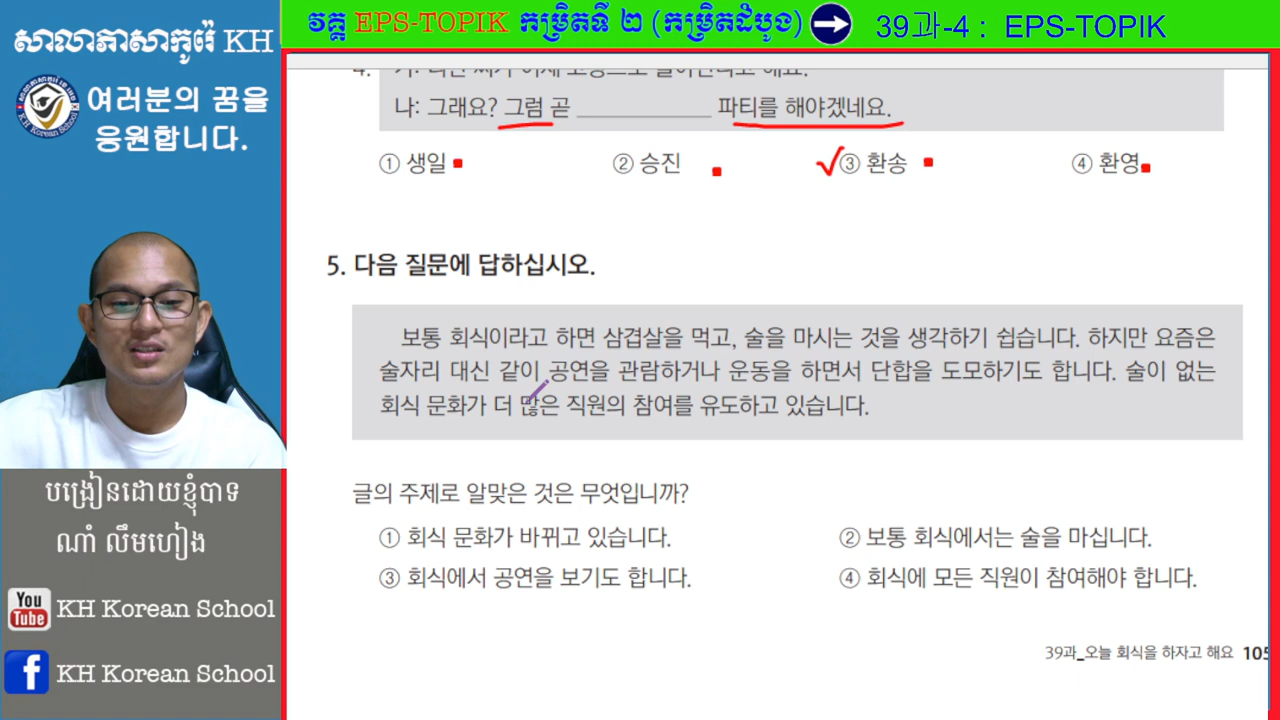 សាលាភាសាកូរ៉េ KH
វគ្គ EPS-TOPIK កម្រិតទី ២ (កម្រិតដំបូង) 39과-4 : EPS-TOPIK
여러분의 꿈을
응원합니다.
KH Korean School
나: 그래요? 그럼 곧 __________ 파티를 해야겠네요.
① 생일 ② 승진 ③ 환송 ④ 환영
5. 다음 질문에 답하십시오.
보통 회식이라고 하면 삼겹살을 먹고, 술을 마시는 것을 생각하기 쉽습니다. 하지만 요즘은
술자리 대신 같이 공연을 관람하거나 운동을 하면서 단합을 도모하기도 합니다. 술이 없는
회식 문화가 더 많은 직원의 참여를 유도하고 있습니다.
글의 주제로 알맞은 것은 무엇입니까?
① 회식 문화가 바뀌고 있습니다. ② 보통 회식에서는 술을 마십니다.
③ 회식에서 공연을 보기도 합니다. ④ 회식에 모든 직원이 참여해야 합니다.
39과_오늘 회식을 하자고 해요 105
បង្រៀនដោយខ្ញុំបាទ
ណាំ លឹមហៀង
You Tube KH Korean School
f KH Korean School